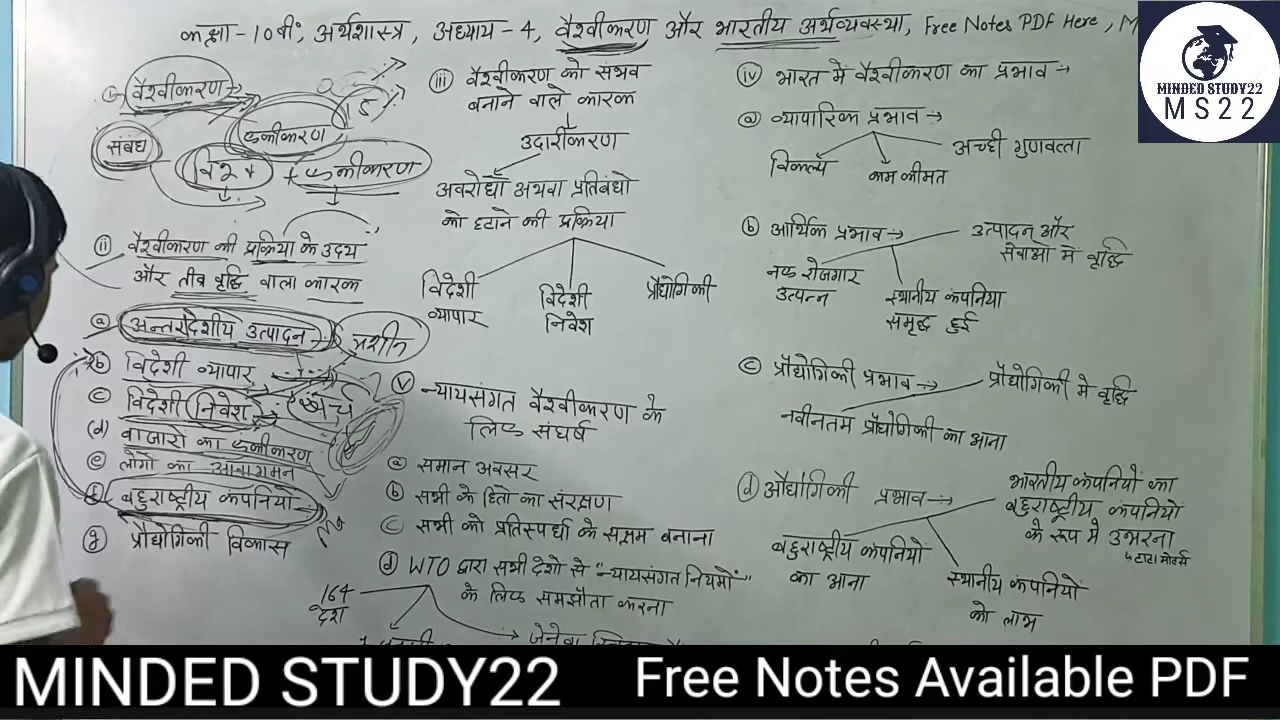 कक्षा-10वीं, अर्थशास्त्र, अध्याय-4, वैश्वीकरण और भारतीय अर्थव्यवस्था, Free Notes PDF Here, M
MINDED STUDY22
MS22
(i) वैश्वीकरण →
एकीकरण
संबंध
विश्व + एकीकरण
(ii) वैश्वीकरण की प्रक्रिया के उदय
और तीव्र वृद्धि वाला कारक
(a) अन्तरदेशीय उत्पादन → मशीन
(b) विदेशी व्यापार
(c) विदेशी निवेश →
(d) बाजारो का एकीकरण
(e) लोगो का आवागमन
(f) बहुराष्ट्रीय कंपनिया →
(g) प्रौद्योगिकी विकास
(iii) वैश्वीकरण को संभव
बनाने वाले कारक
↓
उदारीकरण
अवरोधों अथवा प्रतिबंधो
को हटाने की प्रक्रिया
विदेशी
व्यापार
विदेशी
निवेश
प्रौद्योगिकी
(v) न्यायसंगत वैश्वीकरण के
लिए संघर्ष
(a) समान अवसर
(b) सभी के हितो का संरक्षण
(c) सभी को प्रतिस्पर्धा के सक्षम बनाना
(d) WTO द्वारा सभी देशो से "न्यायसंगत नियमों"
के लिए समझौता करना
164
देश
जेनेवा
(iv) भारत में वैश्वीकरण का प्रभाव →
(a) व्यापारिक प्रभाव →
विकल्प
कम कीमत
अच्छी गुणवत्ता
(b) आर्थिक प्रभाव →
उत्पादन और
सेवाओ में वृद्धि
नए रोजगार
उत्पन्न
स्थानीय कंपनिया
समृद्ध हुई
(c) प्रौद्योगिकी प्रभाव →
प्रौद्योगिकी मे वृद्धि
नवीनतम प्रौद्योगिकी का आना
(d) औद्योगिकी प्रभाव →
भारतीय कंपनियों का
बहुराष्ट्रीय कंपनियों
के रूप मे उभरना
↳ टाटा मोटर्स
बहुराष्ट्रीय कंपनियों
का आना
स्थानीय कंपनियों
को लाभ
MINDED STUDY22 Free Notes Available PDF